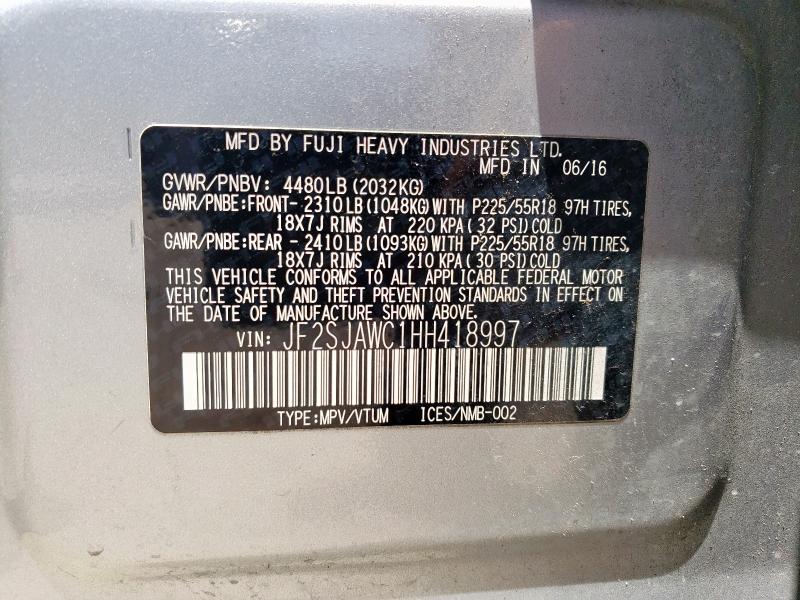 MFD BY FUJI HEAVY INDUSTRIES LTD.
MFD IN 06/16
GVWR/PNBV: 4480LB (2032KG)
GAWR/PNBE:FRONT- 2310LB (1048KG) WITH P225/55R18 97H TIRES,
18X7J RIMS AT 220 KPA ( 32 PSI) COLD
GAWR/PNBE:REAR - 2410LB (1093KG) WITH P225/55R18 97H TIRES,
18X7J RIMS AT 210 KPA ( 30 PSI) COLD
THIS VEHICLE CONFORMS TO ALL APPLICABLE FEDERAL MOTOR
VEHICLE SAFETY AND THEFT PREVENTION STANDARDS IN EFFECT ON
THE DATE OF MANUFACTURE SHOWN ABOVE.
VIN: JF2SJAWC1HH418997
TYPE:MPV/VTUM ICES/NMB-002